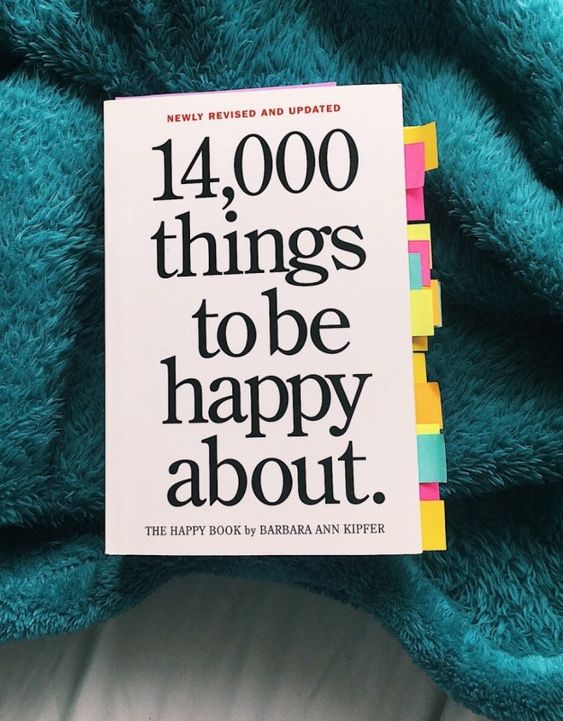 NEWLY REVISED AND UPDATED
14,000
things
to be
happy
about.
THE HAPPY BOOK by BARBARA ANN KIPFER